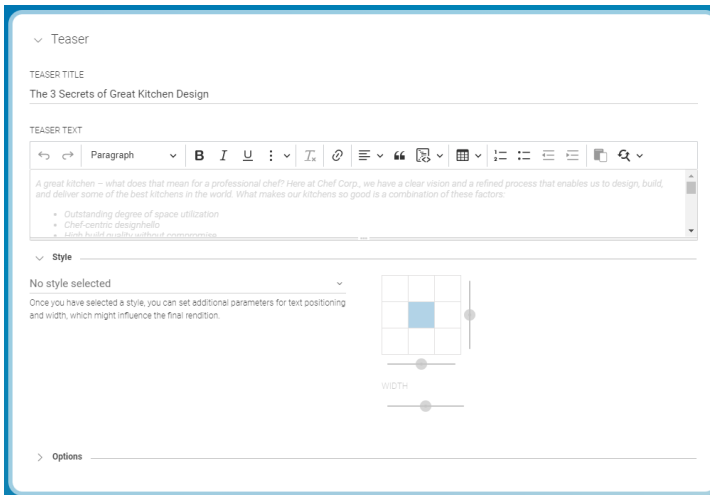 Teaser
TEASER TITLE
The 3 Secrets of Great Kitchen Design
TEASER TEXT
Paragraph
A great kitchen – what does that mean for a professional chef? Here at Chef Corp., we have a clear vision and a refined process that enables us to design, build,
and deliver some of the best kitchens in the world. What makes our kitchens so good is a combination of these factors:
• Outstanding degree of space utilization
• Chef-centric designhello
• High build quality without compromise
Style
No style selected
Once you have selected a style, you can set additional parameters for text positioning
and width, which might influence the final rendition.
WIDTH
Options